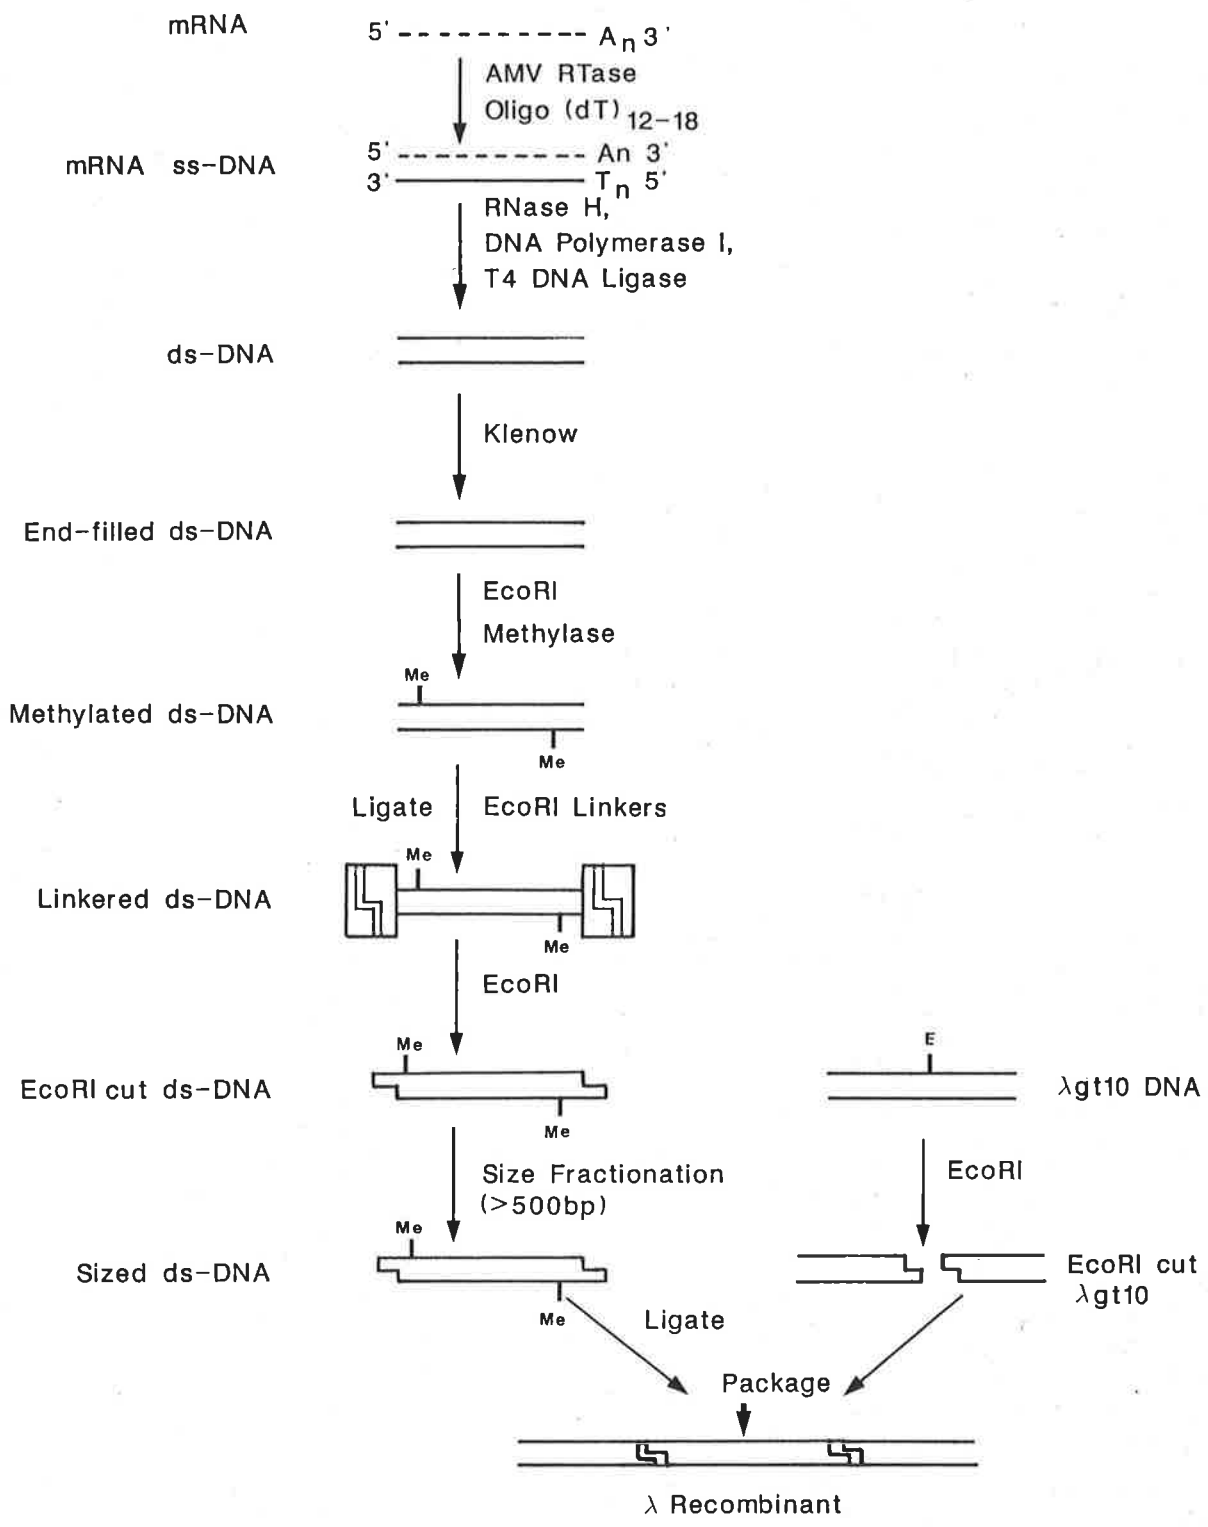 mRNA
5' An 3'
AMV RTase
Oligo (dT) 12-18
5' An 3'
mRNA ss-DNA
3' Tn 5'
RNase H,
DNA Polymerase I,
T4 DNA Ligase
ds-DNA
Klenow
End-filled ds-DNA
EcoRI
Methylase
Me
Methylated ds-DNA
Me
Ligate EcoRI Linkers
Me
Linkered ds-DNA
Me
EcoRI
Me
E
EcoRI cut ds-DNA
λgt10 DNA
Me
Size Fractionation
(>500bp)
EcoRI
Me
Sized ds-DNA
EcoRI cut
λgt10
Me
Ligate
Package
λ Recombinant